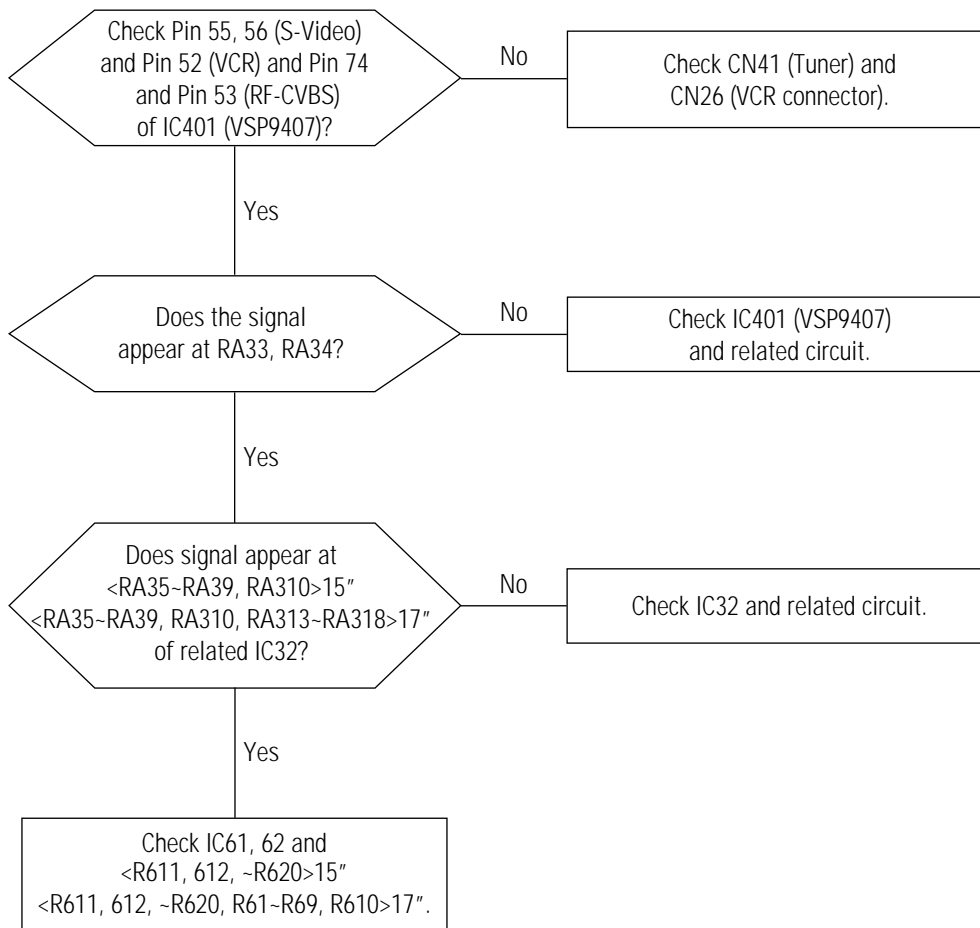 Check Pin 55, 56 (S-Video)
and Pin 52 (VCR) and Pin 74
and Pin 53 (RF-CVBS)
of IC401 (VSP9407)?
No
Check CN41 (Tuner) and
CN26 (VCR connector).
Yes
Does the signal
appear at RA33, RA34?
No
Check IC401 (VSP9407)
and related circuit.
Yes
Does signal appear at
<RA35~RA39, RA310>15″
<RA35~RA39, RA310, RA313~RA318>17″
of related IC32?
No
Check IC32 and related circuit.
Yes
Check IC61, 62 and
<R611, 612, ~R620>15″
<R611, 612, ~R620, R61~R69, R610>17″.